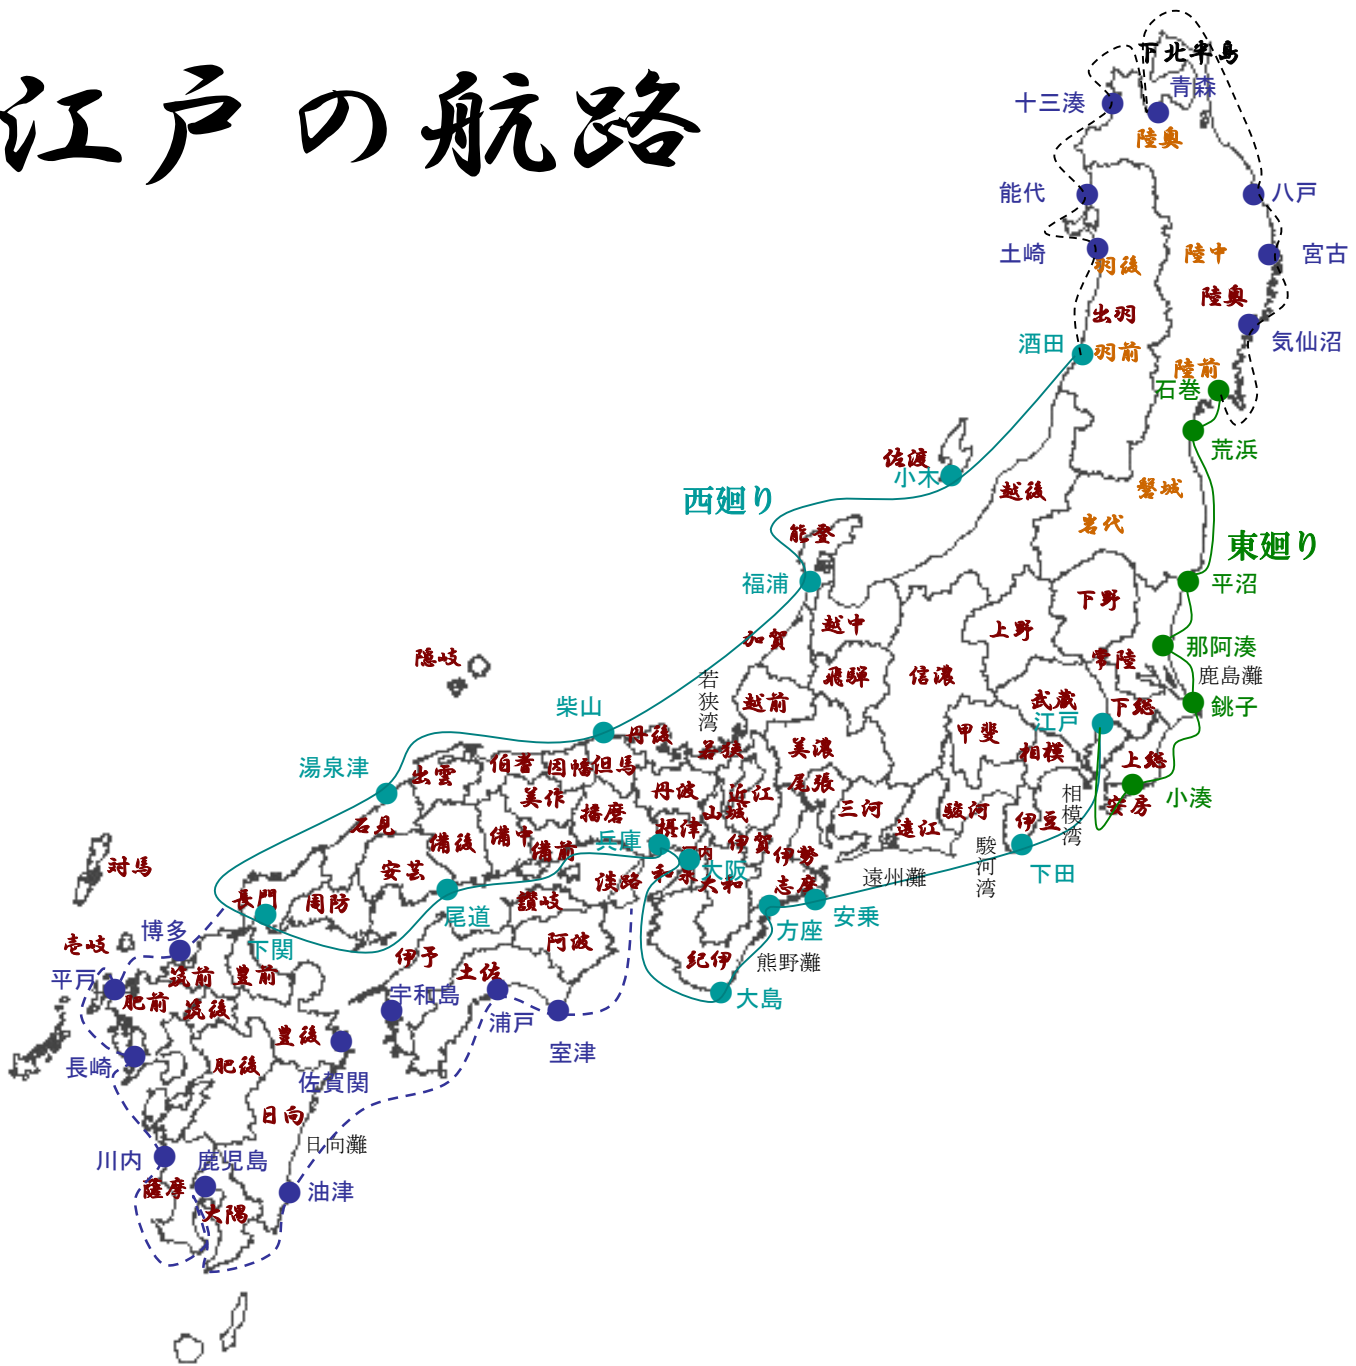 江戸の航路
下北半島
青森
十三湊
陸奥
能代
八戸
土崎
羽後
陸中
宮古
陸奥
出羽
酒田
羽前
気仙沼
陸前
石巻
荒浜
佐渡
小木
越後
磐城
西廻り
能登
岩代
東廻り
福浦
平沼
下野
越中
上野
加賀
那阿湊
隠岐
常陸
若狭湾
飛騨
信濃
鹿島灘
越前
武蔵
柴山
江戸
下総
銚子
丹後
若狭
美濃
甲斐
相模
湯泉津
出雲
伯耆
因幡
但馬
上総
尾張
丹波
近江
美作
山城
三河
駿河
相模湾
安房
小湊
石見
備後
備中
播磨
摂津
遠江
伊豆
備前
兵庫
伊賀
伊勢
駿河湾
対馬
安芸
淡路
和泉
大阪
大和
志摩
遠州灘
下田
長門
周防
尾道
讃岐
方座
安乗
博多
壱岐
下関
伊予
阿波
紀伊
熊野灘
平戸
筑前
豊前
土佐
肥前
筑後
宇和島
浦戸
大島
豊後
室津
長崎
肥後
佐賀関
日向
日向灘
川内
鹿児島
薩摩
油津
大隅